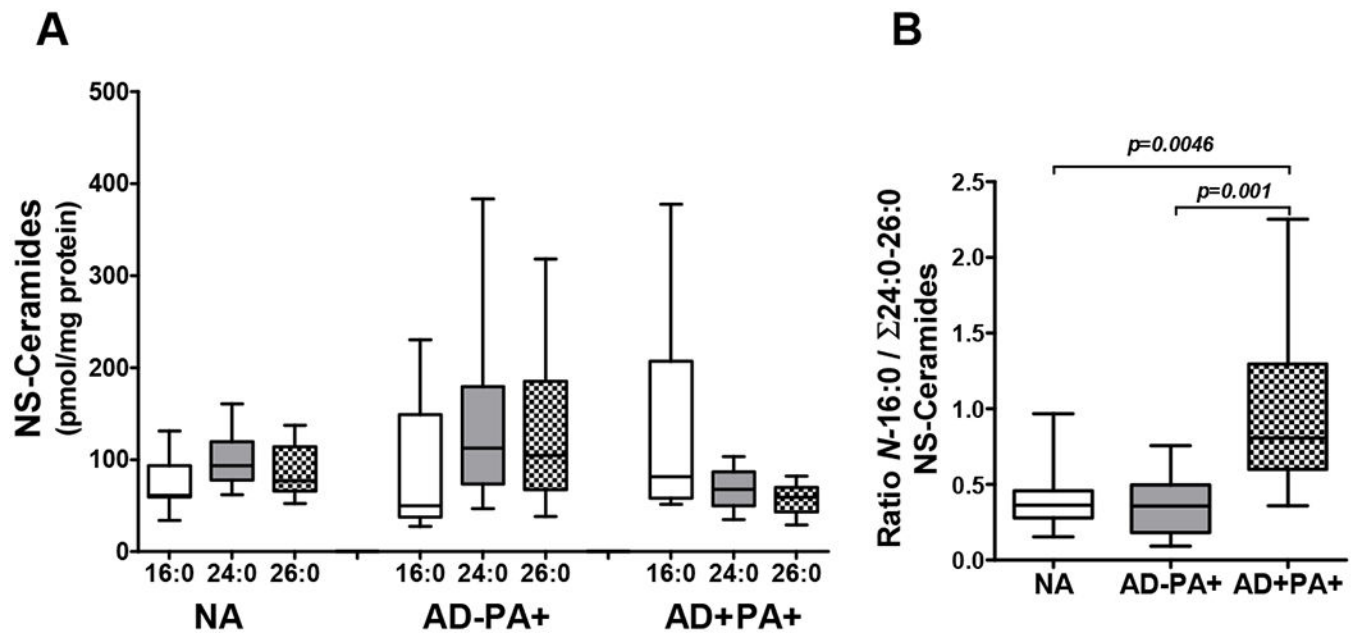 A
500
400
300
200
100
0
NS-Ceramides
(pmol/mg protein)
16:0 24:0 26:0 16:0 24:0 26:0 16:0 24:0 26:0
NA AD-PA+ AD+PA+
B
p=0.0046
p=0.001
2.5
2.0
1.5
1.0
0.5
0.0
Ratio N-16:0 / Σ24:0-26:0
NS-Ceramides
NA AD-PA+ AD+PA+